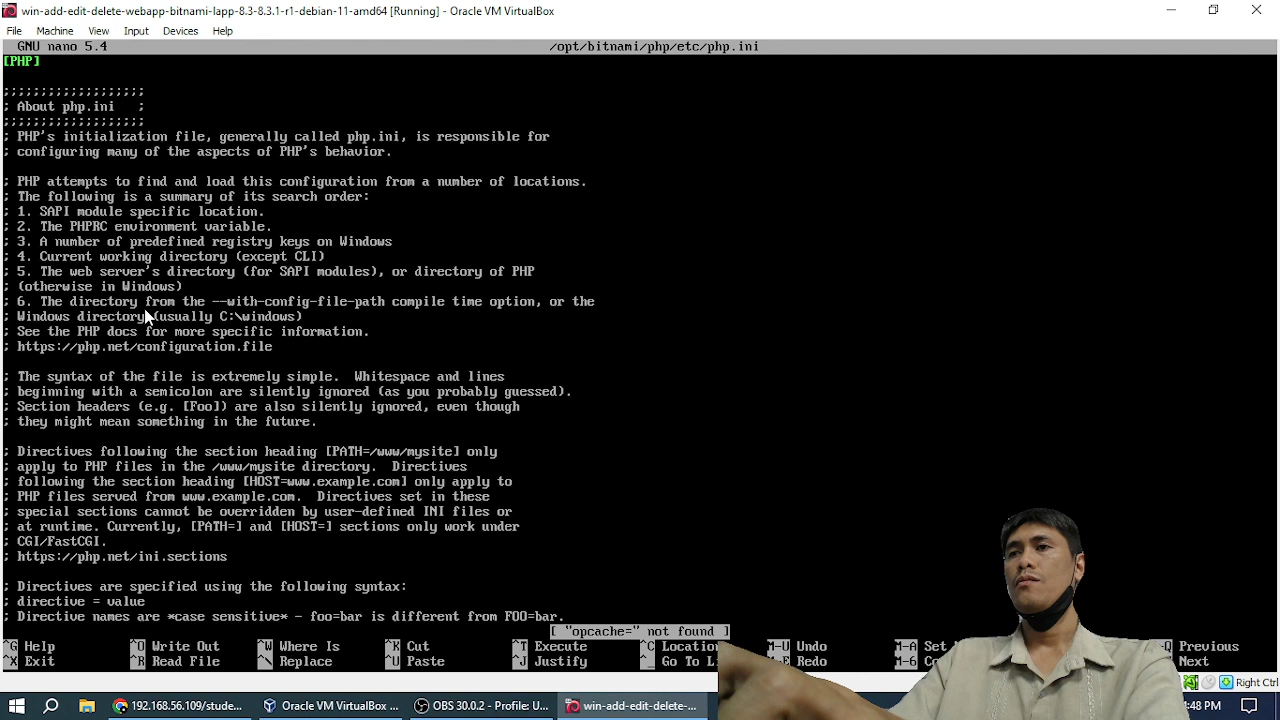 win-add-edit-delete-webapp-bitnami-lapp-8.3-8.3.1-r1-debian-11-amd64 [Running] - Oracle VM VirtualBox
File Machine View Input Devices Help
GNU nano 5.4 /opt/bitnami/php/etc/php.ini
[PHP]
;;;;;;;;;;;;;;;;;;;
; About php.ini   ;
;;;;;;;;;;;;;;;;;;;
; PHP's initialization file, generally called php.ini, is responsible for
; configuring many of the aspects of PHP's behavior.
; PHP attempts to find and load this configuration from a number of locations.
; The following is a summary of its search order:
; 1. SAPI module specific location.
; 2. The PHPRC environment variable.
; 3. A number of predefined registry keys on Windows
; 4. Current working directory (except CLI)
; 5. The web server's directory (for SAPI modules), or directory of PHP
; (otherwise in Windows)
; 6. The directory from the --with-config-file-path compile time option, or the
; Windows directory (usually C:\windows)
; See the PHP docs for more specific information.
; https://php.net/configuration.file
; The syntax of the file is extremely simple.  Whitespace and lines
; beginning with a semicolon are silently ignored (as you probably guessed).
; Section headers (e.g. [Foo]) are also silently ignored, even though
; they might mean something in the future.
; Directives following the section heading [PATH=/www/mysite] only
; apply to PHP files in the /www/mysite directory.  Directives
; following the section heading [HOST=www.example.com] only apply to
; PHP files served from www.example.com.  Directives set in these
; special sections cannot be overridden by user-defined INI files or
; at runtime. Currently, [PATH=] and [HOST=] sections only work under
; CGI/FastCGI.
; https://php.net/ini.sections
; Directives are specified using the following syntax:
; directive = value
; Directive names are *case sensitive* - foo=bar is different from FOO=bar.
[ "opcache=" not found ]
^G Help ^O Write Out ^W Where Is ^K Cut ^T Execute ^C Location M-U Undo M-A Set -Q Previous
^X Exit ^R Read File ^\ Replace ^U Paste ^J Justify ^_ Go To Li M-E Redo M-6 Co Next
Right Ctrl
192.168.56.109/stude... Oracle VM VirtualBox ... OBS 30.0.2 - Profile: U... win-add-edit-delete-... :48 PM